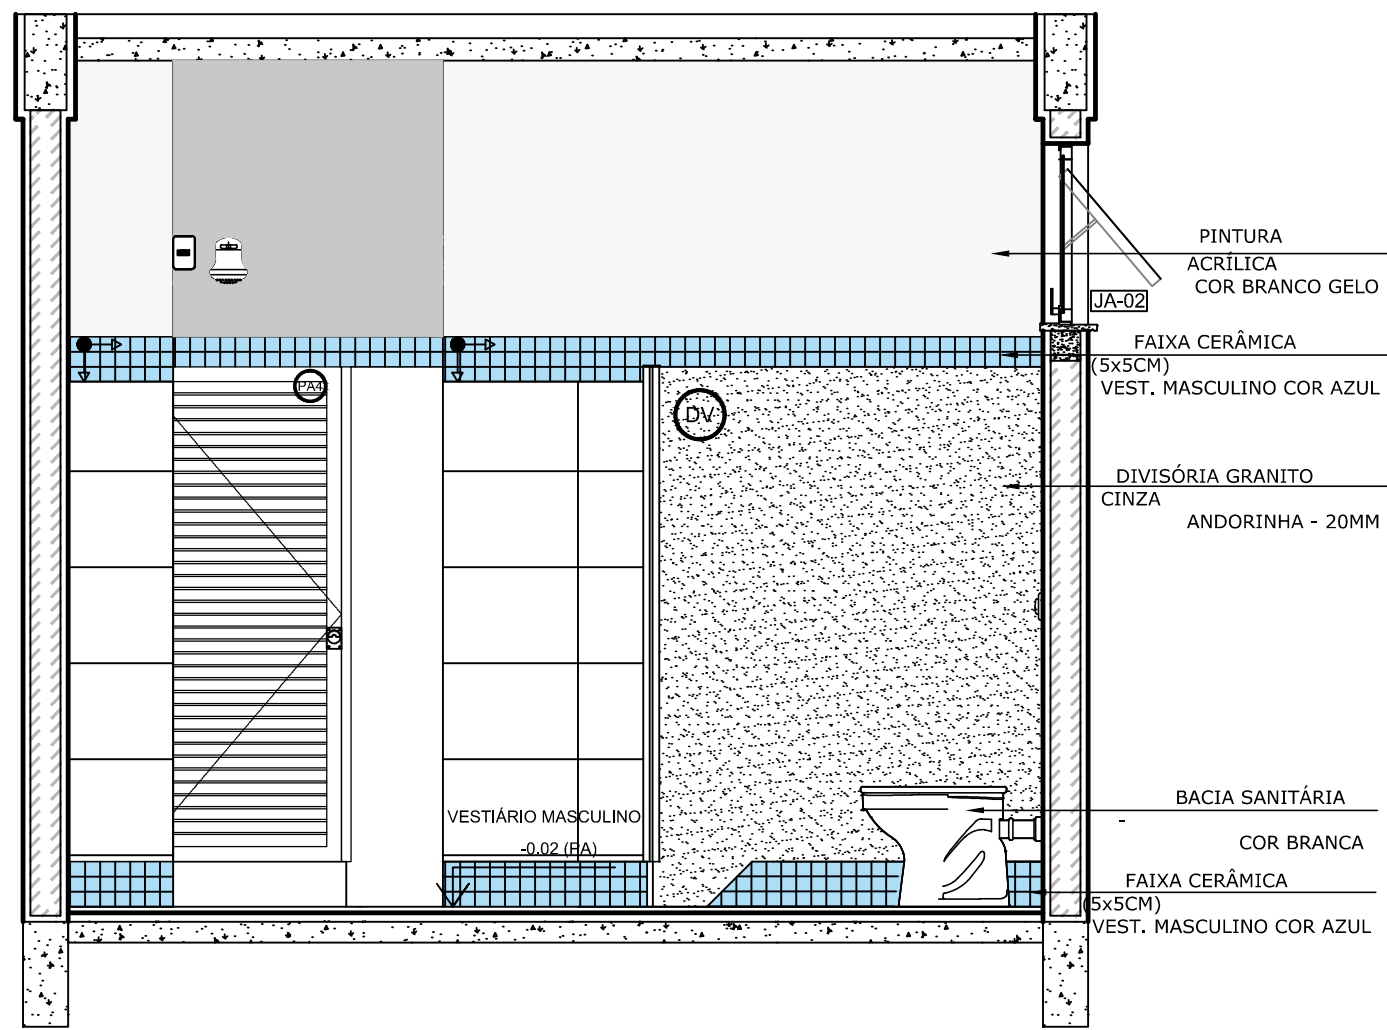 PINTURA
ACRÍLICA
COR BRANCO GELO
JA-02
FAIXA CERÂMICA
(5x5CM)
VEST. MASCULINO COR AZUL
PA4
DV
DIVISÓRIA GRANITO
CINZA
ANDORINHA - 20MM
BACIA SANITÁRIA
-
COR BRANCA
VESTIÁRIO MASCULINO
-0.02 (PA)
FAIXA CERÂMICA
(5x5CM)
VEST. MASCULINO COR AZUL